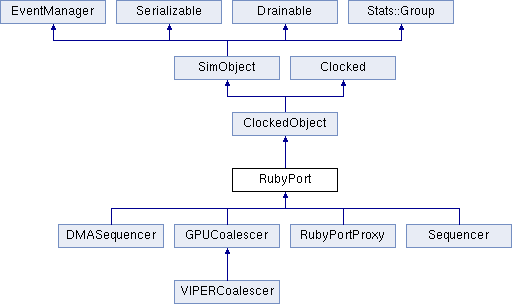 EventManager
Serializable
Drainable
Stats::Group
SimObject
Clocked
ClockedObject
RubyPort
DMASequencer
GPUCoalescer
RubyPortProxy
Sequencer
VIPERCoalescer